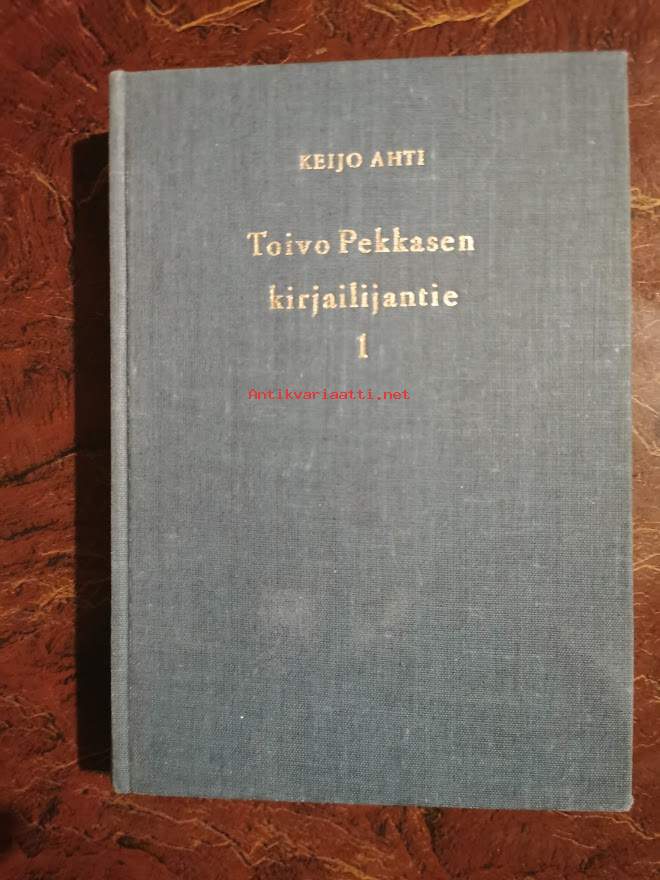 KEIJO AHTI
Toivo Pekkasen
kirjailijantie
1
Antikvariaatti.net